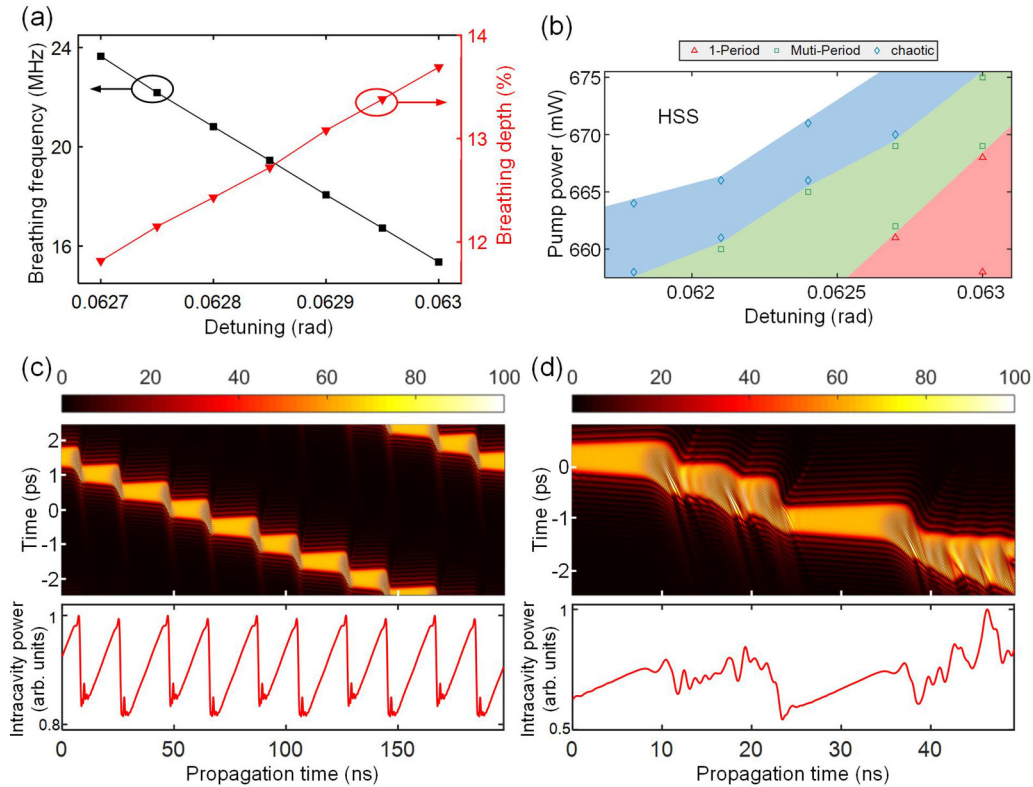 (a)
24
20
16
Breathing frequency (MHz)
14
13
12
Breathing depth (%)
0.0627
0.0628
0.0629
0.063
Detuning (rad)
(b)
1-Period
Muti-Period
chaotic
HSS
675
670
665
660
Pump power (mW)
0.062
0.0625
0.063
Detuning (rad)
(c)
0
20
40
60
80
100
2
1
0
-1
-2
Time (ps)
1
0.8
Intracavity power
(arb. units)
0
50
100
150
Propagation time (ns)
(d)
0
20
40
60
80
100
0
-1
-2
Time (ps)
1
0.5
Intracavity power
(arb. units)
0
10
20
30
40
Propagation time (ns)